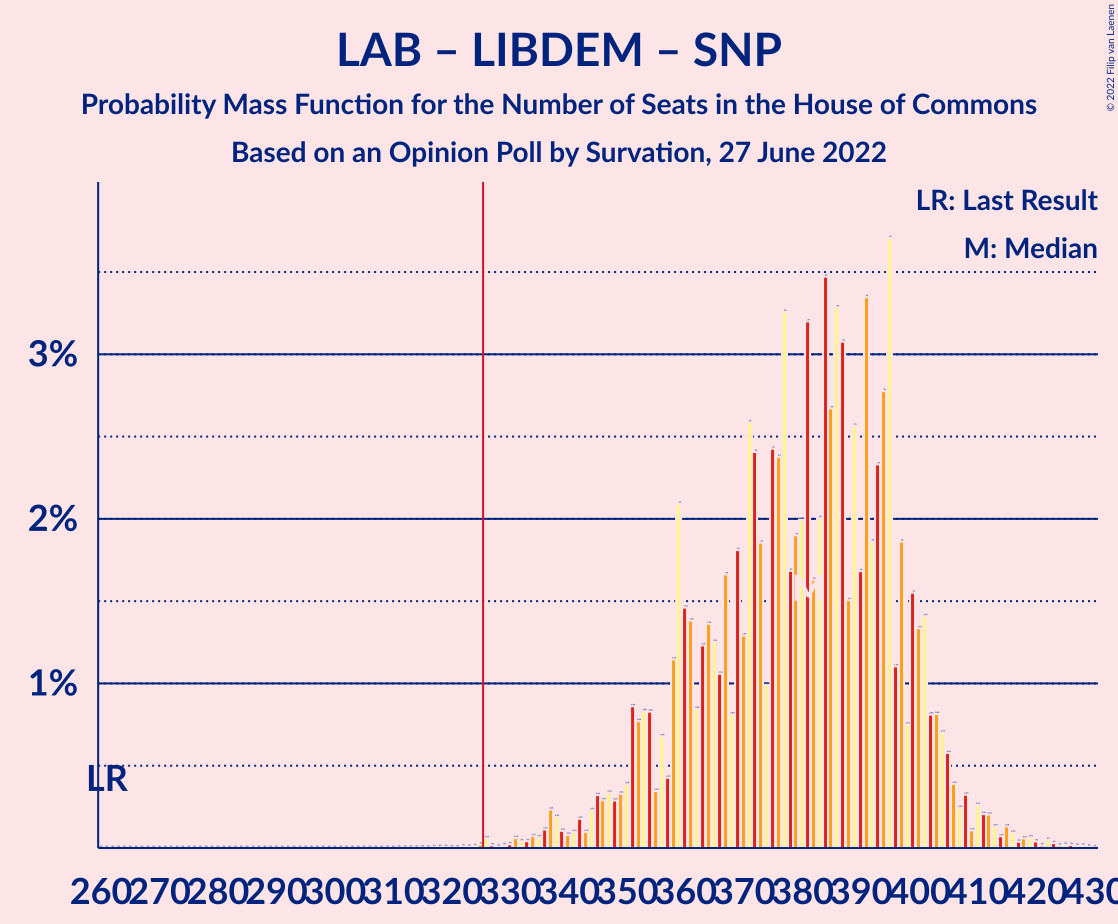 LAB – LIBDEM – SNP
Probability Mass Function for the Number of Seats in the House of Commons
Based on an Opinion Poll by Survation, 27 June 2022
© 2022 Filip van Laenen
LR: Last Result
M: Median
3%
2%
1%
LR
260 270 280 290 300 310 320 330 340 350 360 370 380 390 400 410 420 430